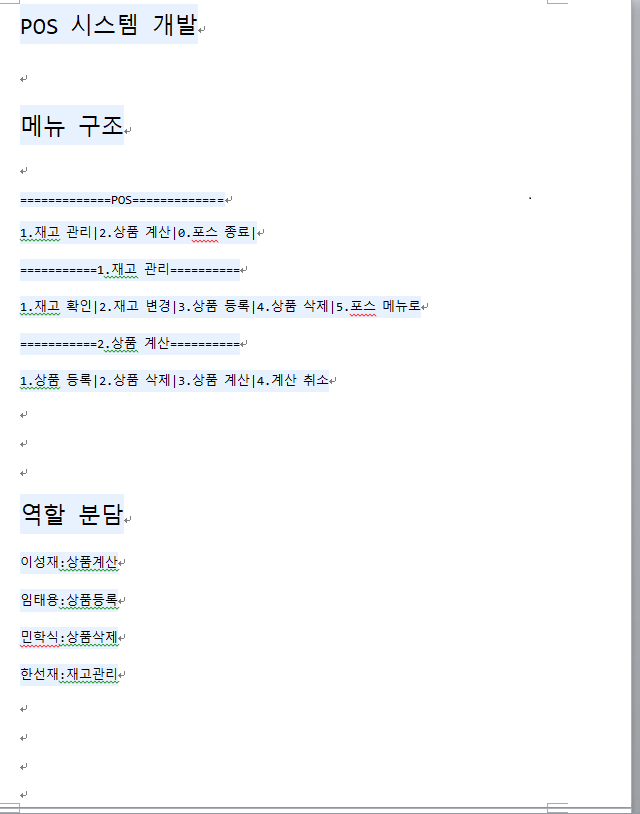 POS 시스템 개발
메뉴 구조
=============POS=============
1.재고 관리|2.상품 계산|0.포스 종료|
===========1.재고 관리==========
1.재고 확인|2.재고 변경|3.상품 등록|4.상품 삭제|5.포스 메뉴로
===========2.상품 계산==========
1.상품 등록|2.상품 삭제|3.상품 계산|4.계산 취소
역할 분담
이성재:상품계산
임태용:상품등록
민학식:상품삭제
한선재:재고관리